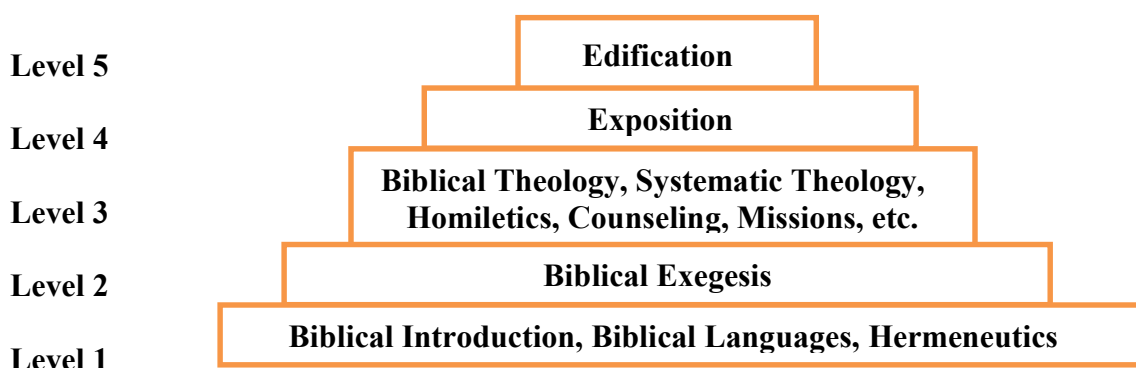 Level 5
Edification
Level 4
Exposition
Level 3
Biblical Theology, Systematic Theology,
Homiletics, Counseling, Missions, etc.
Level 2
Biblical Exegesis
Level 1
Biblical Introduction, Biblical Languages, Hermeneutics